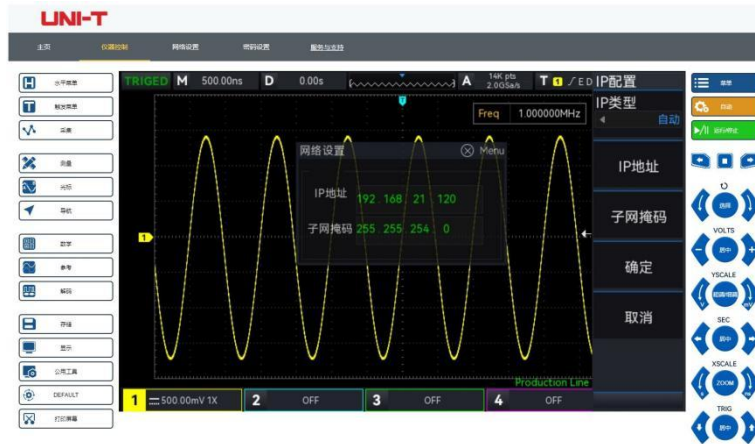 UNI-T
主页 仪器控制 网络设置 密码设置 服务与支持
H 水平菜单
T 触发菜单
采集
测量
光标
导航
数学
参考
解码
存储
显示
公用工具
DEFAULT
打印屏幕
TRIGED M 500.00ns D 0.00s A 14K pts 2.0GSa/s T 1 E D
Freq 1.000000MHz
网络设置 Menu
IP地址 192 . 168 . 21 . 120
子网掩码 255 . 255 . 254 . 0
1
Production Line
1 500.00mV 1X 2 OFF 3 OFF 4 OFF
IP配置
IP类型
自动
IP地址
子网掩码
确定
取消
菜单
自动
运行/停止
选择
VOLTS
居中
YSCALE
mV
SEC
居中
XSCALE
ZOOM
TRIG
居中